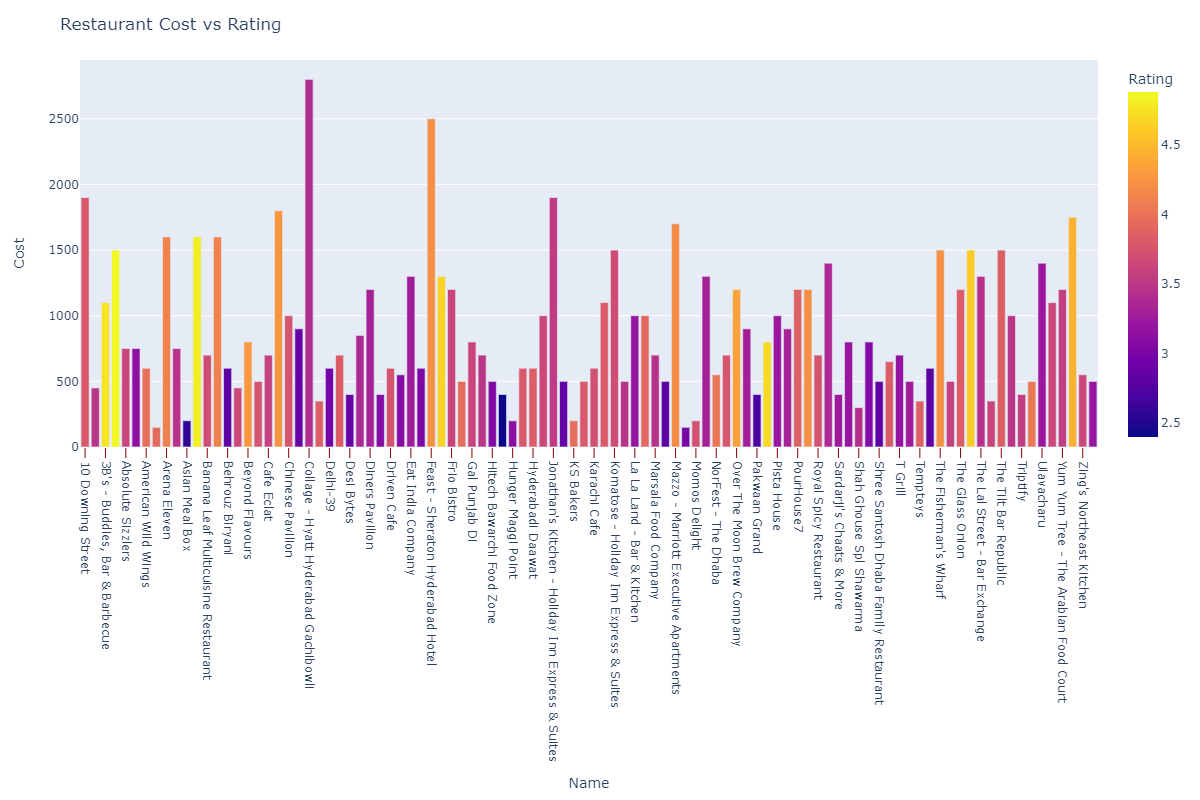 Restaurant Cost vs Rating
Rating
4.5
4
3.5
3
2.5
2500
2000
1500
1000
500
0
Cost
10 Downing Street
3B's - Buddies, Bar & Barbecue
Absolute Sizzlers
American Wild Wings
Arena Eleven
Asian Meal Box
Banana Leaf Multicuisine Restaurant
Behrouz Biryani
Beyond Flavours
Cafe Eclat
Chinese Pavilion
Collage - Hyatt Hyderabad Gachibowli
Delhi-39
Desi Bytes
Diners Pavilion
Driven Cafe
Eat India Company
Feast - Sheraton Hyderabad Hotel
Frio Bistro
Gal Punjab Di
Hitech Bawarchi Food Zone
Hunger Maggi Point
Hyderabadi Daawat
Jonathan's Kitchen - Holiday Inn Express & Suites
KS Bakers
Karachi Cafe
Komatose - Holiday Inn Express & Suites
La La Land - Bar & Kitchen
Marsala Food Company
Mazzo - Marriott Executive Apartments
Momos Delight
NorFest - The Dhaba
Over The Moon Brew Company
Pakwaan Grand
Pista House
PourHouse7
Royal Spicy Restaurant
Sardarji's Chaats & More
Shah Ghouse Spl Shawarma
Shree Santosh Dhaba Family Restaurant
T Grill
Tempteys
The Fisherman's Wharf
The Glass Onion
The Lal Street - Bar Exchange
The Tilt Bar Republic
Triptify
Ulavacharu
Yum Yum Tree - The Arabian Food Court
Zing's Northeast Kitchen
Name